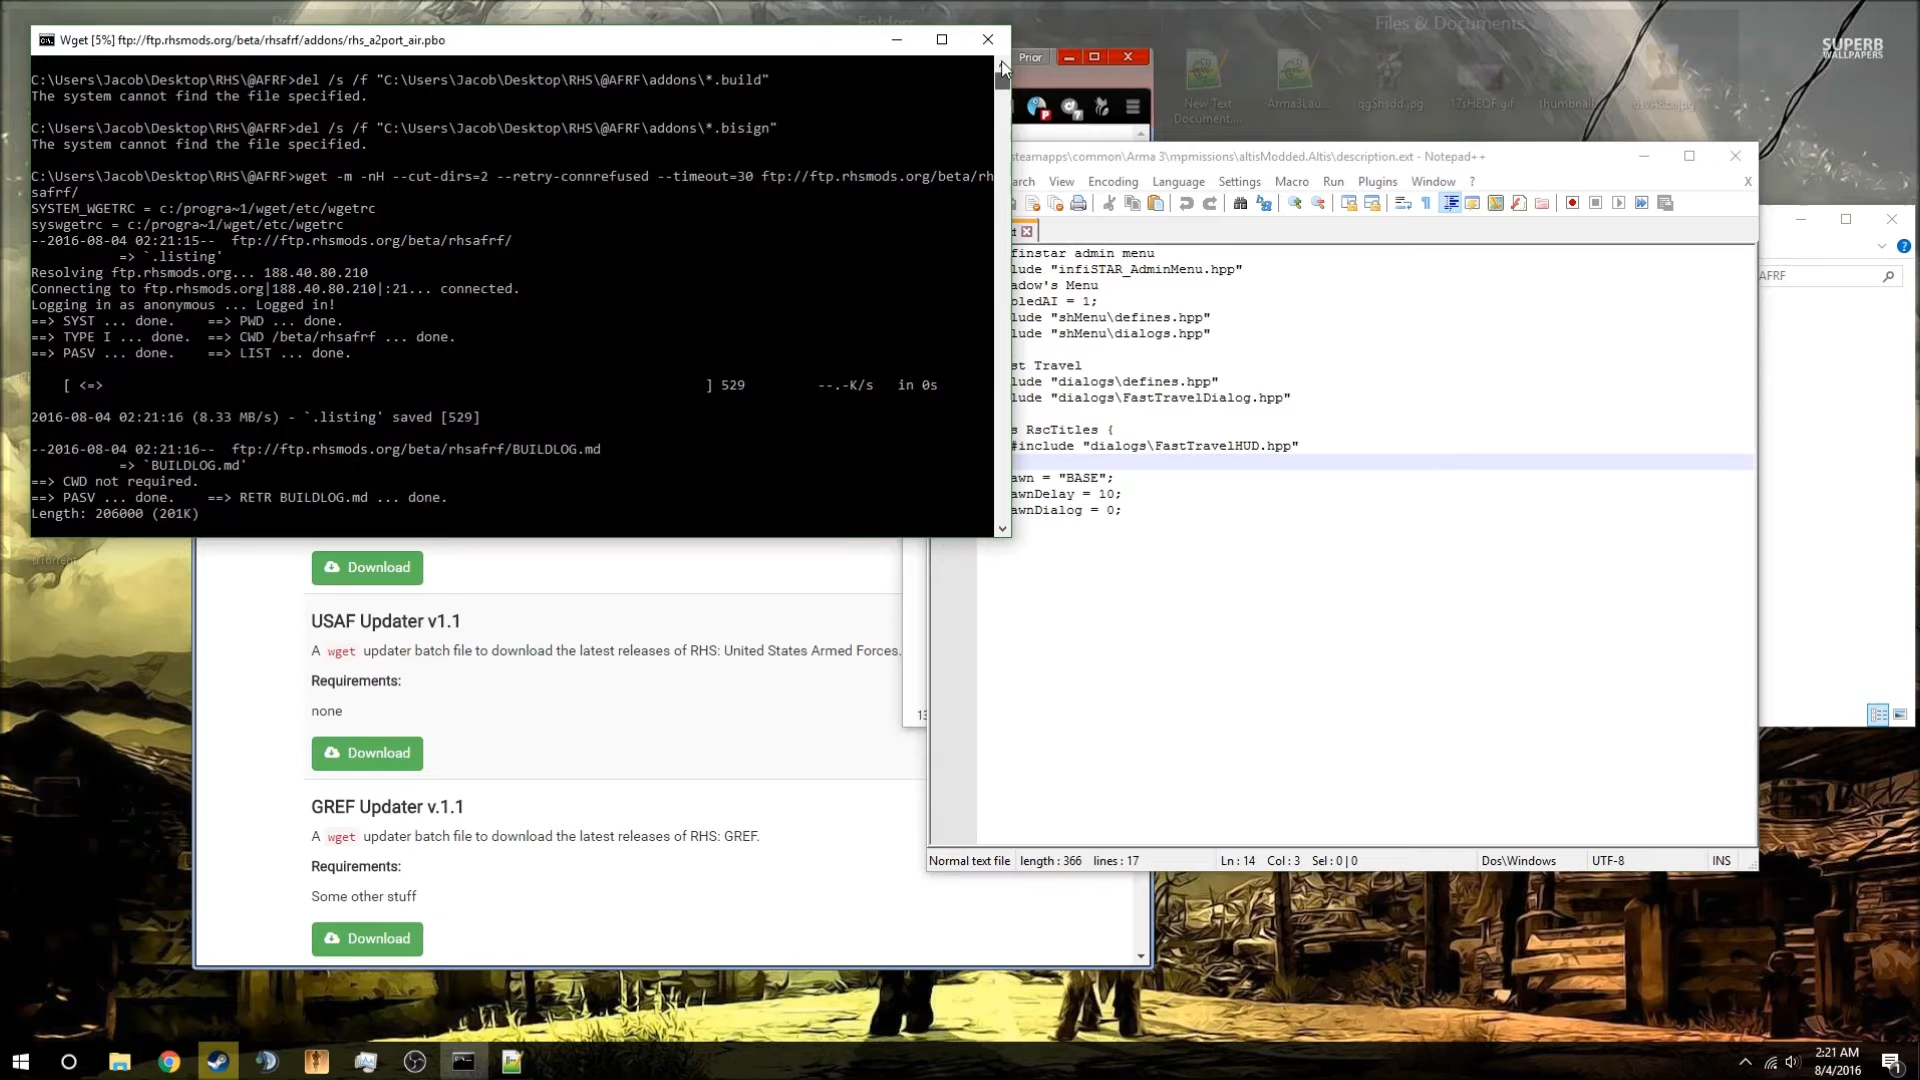 Files & Documents
SUPERB
WALLPAPERS
Wget [5%] ftp://ftp.rhsmods.org/beta/rhsafrf/addons/rhs_a2port_air.pbo
C:\Users\Jacob\Desktop\RHS\@AFRF>del /s /f "C:\Users\Jacob\Desktop\RHS\@AFRF\addons\*.build"
The system cannot find the file specified.
C:\Users\Jacob\Desktop\RHS\@AFRF>del /s /f "C:\Users\Jacob\Desktop\RHS\@AFRF\addons\*.bisign"
The system cannot find the file specified.
C:\Users\Jacob\Desktop\RHS\@AFRF>wget -m -nH --cut-dirs=2 --retry-connrefused --timeout=30 ftp://ftp.rhsmods.org/beta/rh
safrf/
SYSTEM_WGETRC = c:/progra~1/wget/etc/wgetrc
syswgetrc = c:/progra~1/wget/etc/wgetrc
--2016-08-04 02:21:15--  ftp://ftp.rhsmods.org/beta/rhsafrf/
=> `.listing'
Resolving ftp.rhsmods.org... 188.40.80.210
Connecting to ftp.rhsmods.org|188.40.80.210|:21... connected.
Logging in as anonymous ... Logged in!
==> SYST ... done.    ==> PWD ... done.
==> TYPE I ... done.  ==> CWD /beta/rhsafrf ... done.
==> PASV ... done.    ==> LIST ... done.
[ <=> ] 529 --.-K/s in 0s
2016-08-04 02:21:16 (8.33 MB/s) - `.listing' saved [529]
--2016-08-04 02:21:16--  ftp://ftp.rhsmods.org/beta/rhsafrf/BUILDLOG.md
=> `BUILDLOG.md'
==> CWD not required.
==> PASV ... done.    ==> RETR BUILDLOG.md ... done.
Length: 206000 (201K)
Prior
New Text
Document....
Arma3Lau...
qgSnsdd.jpg
17sHEQF.gif
thumbnail
steamapps\common\Arma 3\mpmissions\altisModded.Altis\description.ext - Notepad++
arch View Encoding Language Settings Macro Run Plugins Window ? X
finstar admin menu
lude "infiSTAR_AdminMenu.hpp"
adow's Menu
bledAI = 1;
lude "shMenu\defines.hpp"
lude "shMenu\dialogs.hpp"
st Travel
lude "dialogs\defines.hpp"
lude "dialogs\FastTravelDialog.hpp"
s RscTitles {
#include "dialogs\FastTravelHUD.hpp"
awn = "BASE";
awnDelay = 10;
awnDialog = 0;
Normal text file length : 366 lines : 17 Ln : 14 Col : 3 Sel : 0 | 0 Dos\Windows UTF-8 INS
AFRF
13
Download
USAF Updater v1.1
A wget updater batch file to download the latest releases of RHS: United States Armed Forces.
Requirements:
none
Download
GREF Updater v.1.1
A wget updater batch file to download the latest releases of RHS: GREF.
Requirements:
Some other stuff
Download
2:21 AM
8/4/2016
1